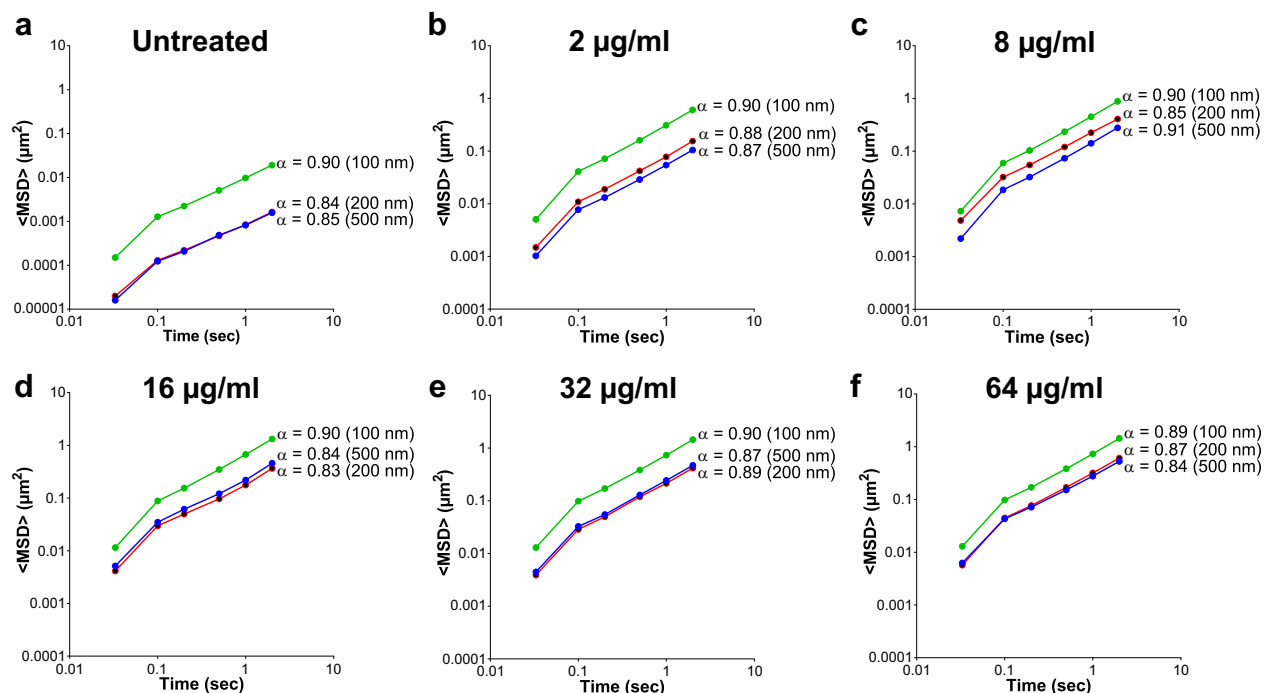 a
Untreated
<MSD> (µm²)
10
1
0.1
0.01
0.001
0.0001
0.00001
α = 0.90 (100 nm)
α = 0.84 (200 nm)
α = 0.85 (500 nm)
0.01
0.1
1
10
Time (sec)
b
2 µg/ml
<MSD> (µm²)
10
1
0.1
0.01
0.001
0.0001
α = 0.90 (100 nm)
α = 0.88 (200 nm)
α = 0.87 (500 nm)
0.01
0.1
1
10
Time (sec)
c
8 µg/ml
<MSD> (µm²)
10
1
0.1
0.01
0.001
0.0001
α = 0.90 (100 nm)
α = 0.85 (200 nm)
α = 0.91 (500 nm)
0.01
0.1
1
10
Time (sec)
d
16 µg/ml
<MSD> (µm²)
10
1
0.1
0.01
0.001
0.0001
α = 0.90 (100 nm)
α = 0.84 (500 nm)
α = 0.83 (200 nm)
0.01
0.1
1
10
Time (sec)
e
32 µg/ml
<MSD> (µm²)
10
1
0.1
0.01
0.001
0.0001
α = 0.90 (100 nm)
α = 0.87 (500 nm)
α = 0.89 (200 nm)
0.01
0.1
1
10
Time (sec)
f
64 µg/ml
<MSD> (µm²)
10
1
0.1
0.01
0.001
0.0001
α = 0.89 (100 nm)
α = 0.87 (200 nm)
α = 0.84 (500 nm)
0.01
0.1
1
10
Time (sec)